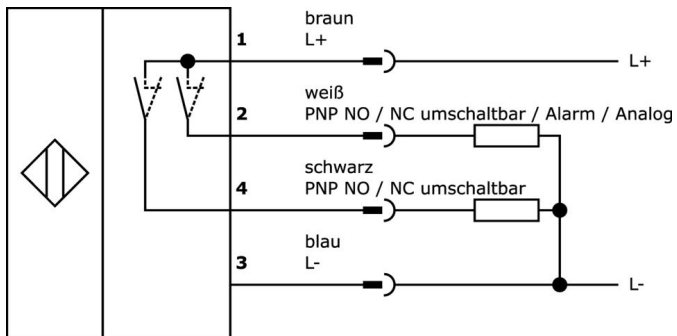 braun
1 L+
L+
weiß
2 PNP NO / NC umschaltbar / Alarm / Analog
schwarz
4 PNP NO / NC umschaltbar
blau
3 L-
L-